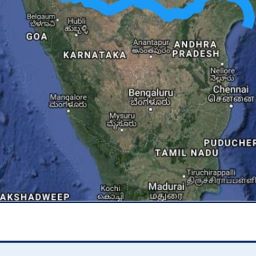 Belgaum
ಬೆಳಗಾವಿ
Hubli
ಹುಬ್ಬಳ್ಳಿ
GOA
KARNATAKA
Anantapur
అనంతపురం
ANDHRA
PRADESH
Nellore
నెల్లూరు
Chennai
சென்னை
Bengaluru
ಬೆಂಗಳೂರು
Mangalore
ಮಂಗಳೂರು
Mysuru
ಮೈಸೂರು
PUDUCHER
TAMIL NADU
Tiruchirappalli
திருச்சிராப்பள்ளி
Kochi
കൊച്ചി
Madurai
மதுரை
AKSHADWEEP